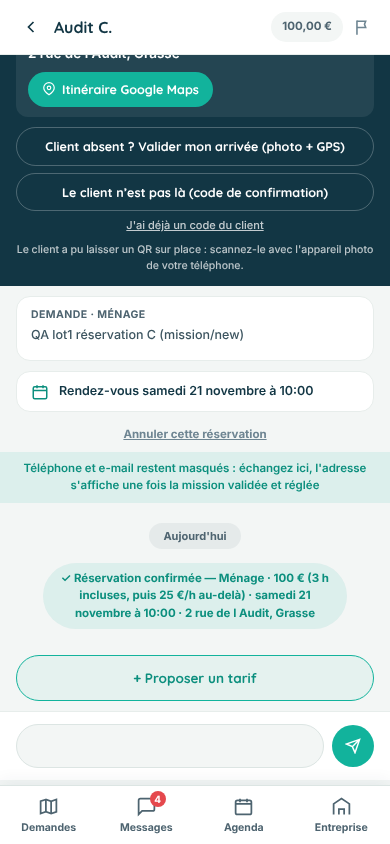 Audit C.
100,00 €
2 rue de l'Audit, Grasse
Itinéraire Google Maps
Client absent ? Valider mon arrivée (photo + GPS)
Le client n'est pas là (code de confirmation)
J'ai déjà un code du client
Le client a pu laisser un QR sur place : scannez-le avec l'appareil photo
de votre téléphone.
DEMANDE · MÉNAGE
QA lot1 réservation C (mission/new)
Rendez-vous samedi 21 novembre à 10:00
Annuler cette réservation
Téléphone et e-mail restent masqués : échangez ici, l'adresse
s'affiche une fois la mission validée et réglée
Aujourd'hui
✓ Réservation confirmée — Ménage · 100 € (3 h
incluses, puis 25 €/h au-delà) · samedi 21
novembre à 10:00 · 2 rue de l Audit, Grasse
+ Proposer un tarif
4
Demandes
Messages
Agenda
Entreprise